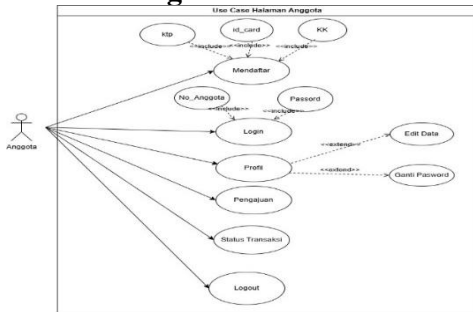 Use Case Halaman Anggota
ktp
id_card
KK
<<include>>
<<include>>
<<include>>
Mendaftar
No_Anggota
Passord
<<include>>
<<include>>
Login
Anggota
Profil
<<extend>>
Edit Data
<<extend>>
Ganti Pasword
Pengajuan
Status Transaksi
Logout